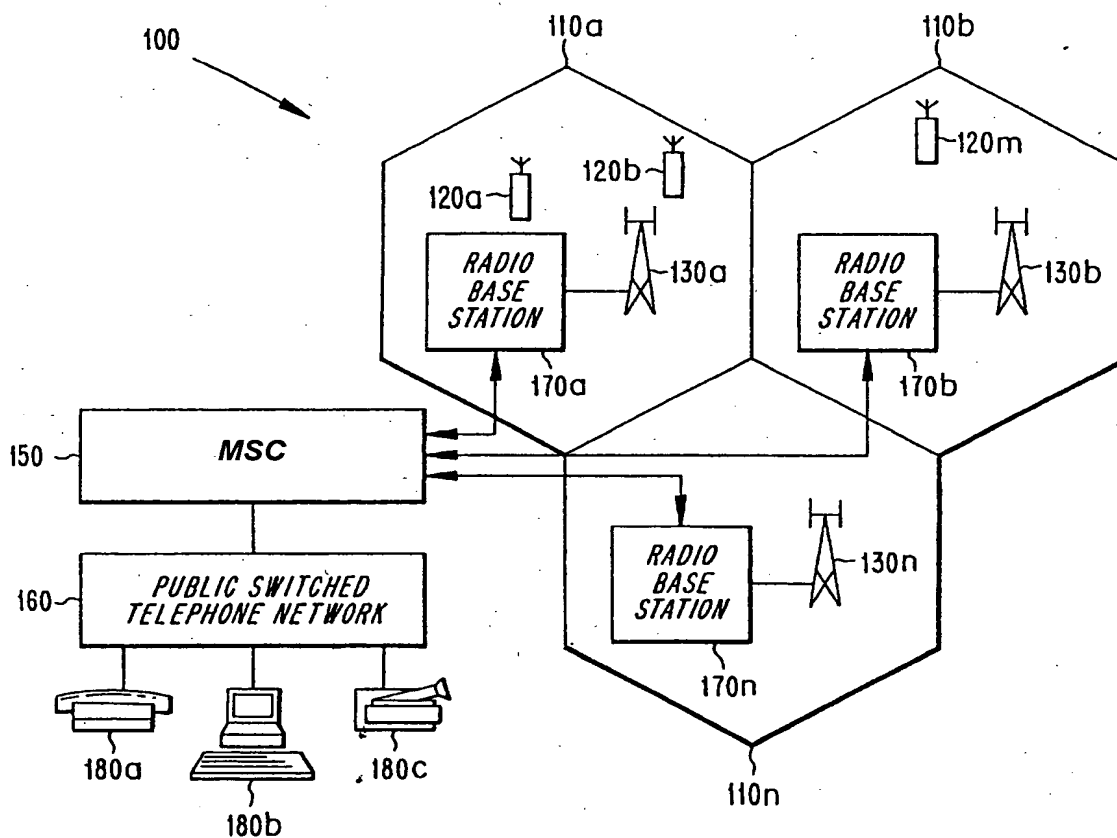 100
110a
110b
120a
120b
120m
RADIO
BASE
STATION
130a
170a
RADIO
BASE
STATION
130b
170b
150
MSC
160
PUBLIC SWITCHED
TELEPHONE NETWORK
RADIO
BASE
STATION
130n
170n
180a
180b
180c
110n